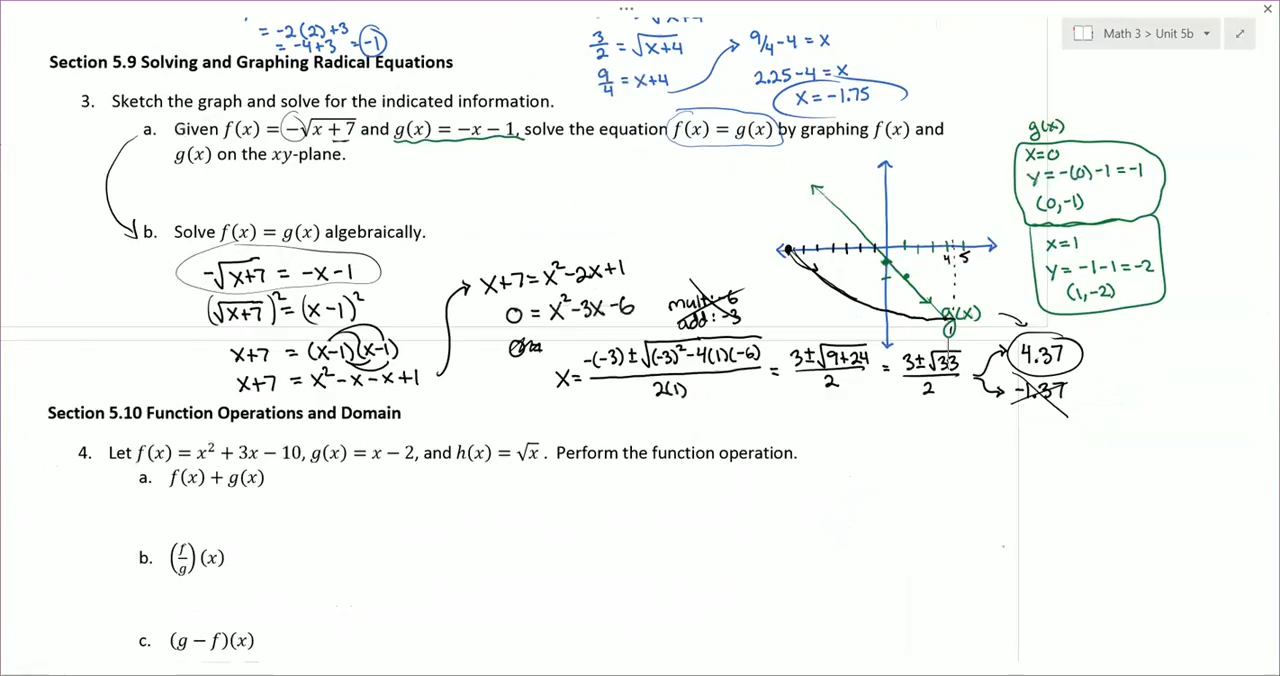 = -2(2)+3
= -4+3 = -1
3/2 = √x+4
9/4 = x+4
9/4 - 4 = x
2.25 - 4 = x
x = -1.75
Math 3 > Unit 5b
Section 5.9 Solving and Graphing Radical Equations
3. Sketch the graph and solve for the indicated information.
a. Given f(x) = −√x + 7 and g(x) = −x − 1, solve the equation f(x) = g(x) by graphing f(x) and
g(x) on the xy-plane.
g(x)
x=0
y = -(0)-1 = -1
(0,-1)
x=1
y = -1-1 = -2
(1,-2)
4 5
g(x)
b. Solve f(x) = g(x) algebraically.
-√x+7 = -x-1
(√x+7)² = (x-1)²
x+7 = (x-1)(x-1)
x+7 = x²-x-x+1
x+7 = x²-2x+1
0 = x²-3x-6
mult: -6
add: -3
x = -(-3) ± √(-3)²-4(1)(-6) / 2(1) = 3±√9+24 / 2 = 3±√33 / 2
4.37
-1.37
Section 5.10 Function Operations and Domain
4. Let f(x) = x² + 3x − 10, g(x) = x − 2, and h(x) = √x . Perform the function operation.
a. f(x) + g(x)
b. (f/g)(x)
c. (g − f)(x)